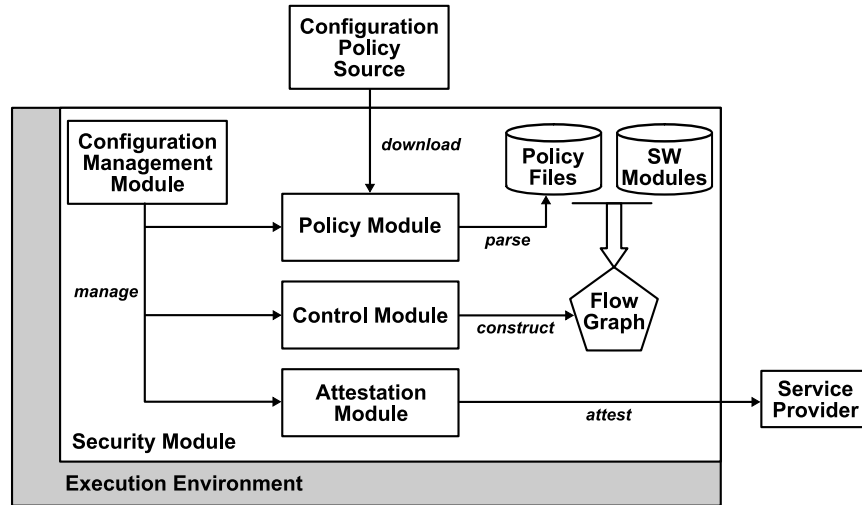 Configuration
Policy
Source
download
Configuration
Management
Module
Policy
Files
SW
Modules
Policy Module
parse
manage
Control Module
construct
Flow
Graph
Attestation
Module
attest
Service
Provider
Security Module
Execution Environment